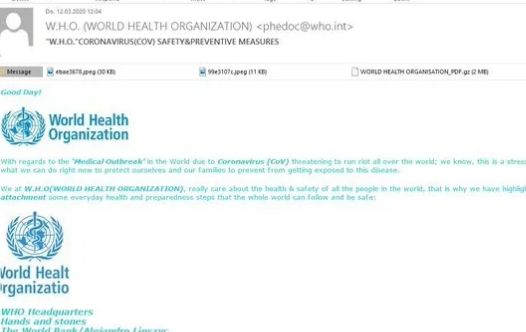 Do. 12.03.2020 12:04
W.H.O. (WORLD HEALTH ORGANIZATION) <phedoc@who.int>
"W.H.O."CORONAVIRUS(COV) SAFETY&PREVENTIVE MEASURES
Message ebae3678.jpeg (30 KB) 99e3107c.jpeg (11 KB) WORLD HEALTH ORGANISATION_PDF.gz (2 MB)
Good Day!
World Health
Organization
With regards to the "Medical Outbreak" in the World due to Coronavirus (CoV) threatening to run riot all over the world; we know, this is a
what we can do right now to protect ourselves and our families to prevent from getting exposed to this disease.
We at W.H.O(WORLD HEALTH ORGANIZATION), really care about the health & safety of all the people in the world, that is why we have
attachment some everyday health and preparedness steps that the whole world can follow and be safe:
World Healt
rganizatio
WHO Headquarters
Hands and stones
The World Bank/Alejandro